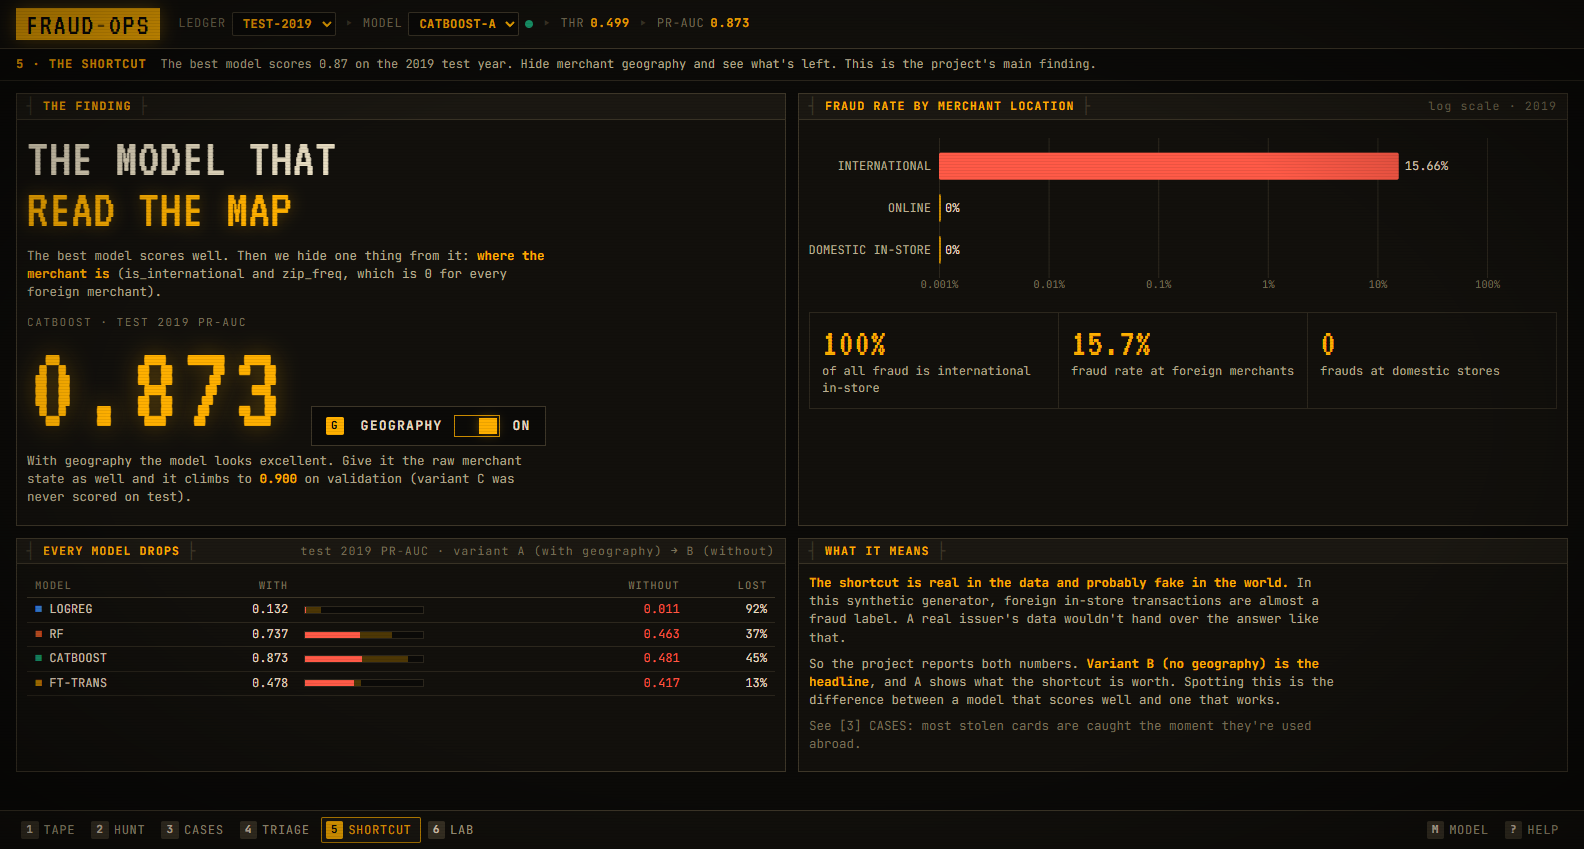 FRAUD-OPS LEDGER TEST-2019 ▸ MODEL CATBOOST-A ▸ THR 0.499 ▸ PR-AUC 0.873
5 · THE SHORTCUT The best model scores 0.87 on the 2019 test year. Hide merchant geography and see what's left. This is the project's main finding.
THE FINDING
THE MODEL THAT
READ THE MAP
The best model scores well. Then we hide one thing from it: where the
merchant is (is_international and zip_freq, which is 0 for every
foreign merchant).
CATBOOST · TEST 2019 PR-AUC
0.873
G GEOGRAPHY ON
With geography the model looks excellent. Give it the raw merchant
state as well and it climbs to 0.900 on validation (variant C was
never scored on test).
FRAUD RATE BY MERCHANT LOCATION log scale · 2019
INTERNATIONAL 15.66%
ONLINE 0%
DOMESTIC IN-STORE 0%
0.001% 0.01% 0.1% 1% 10% 100%
100%
of all fraud is international
in-store
15.7%
fraud rate at foreign merchants
0
frauds at domestic stores
EVERY MODEL DROPS test 2019 PR-AUC · variant A (with geography) → B (without)
MODEL WITH WITHOUT LOST
LOGREG 0.132 0.011 92%
RF 0.737 0.463 37%
CATBOOST 0.873 0.481 45%
FT-TRANS 0.478 0.417 13%
WHAT IT MEANS
The shortcut is real in the data and probably fake in the world. In
this synthetic generator, foreign in-store transactions are almost a
fraud label. A real issuer's data wouldn't hand over the answer like
that.
So the project reports both numbers. Variant B (no geography) is the
headline, and A shows what the shortcut is worth. Spotting this is the
difference between a model that scores well and one that works.
See [3] CASES: most stolen cards are caught the moment they're used
abroad.
1 TAPE 2 HUNT 3 CASES 4 TRIAGE 5 SHORTCUT 6 LAB M MODEL ? HELP